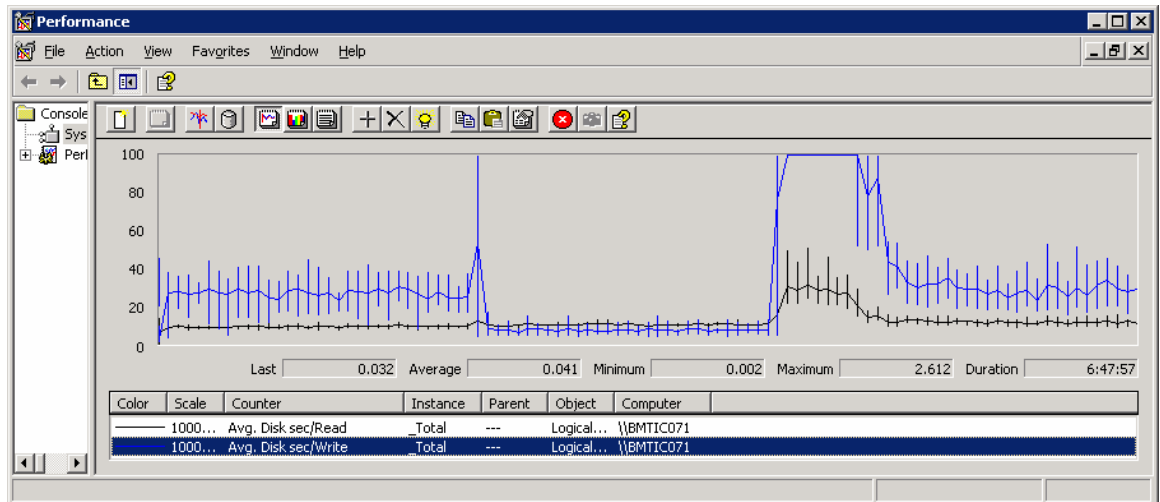 Performance
File Action View Favorites Window Help
Console
Sys
Perl
100
80
60
40
20
0
Last 0.032 Average 0.041 Minimum 0.002 Maximum 2.612 Duration 6:47:57
Color Scale Counter Instance Parent Object Computer
1000... Avg. Disk sec/Read _Total --- Logical... \\BMTIC071
1000... Avg. Disk sec/Write _Total --- Logical... \\BMTIC071